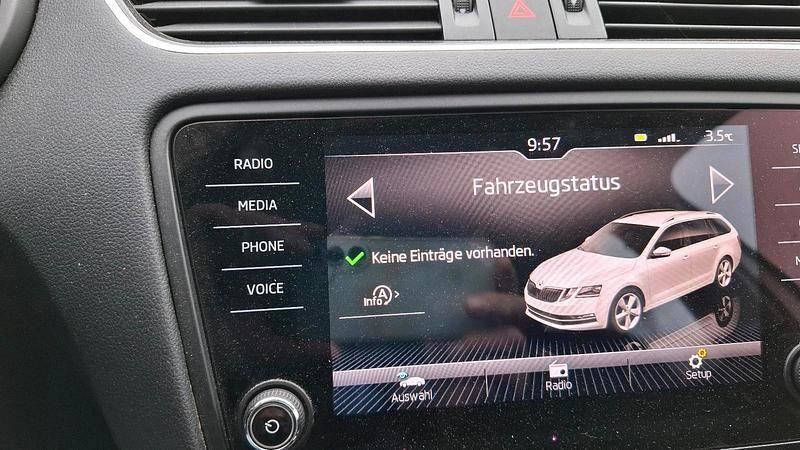 9:57
3.5°C
RADIO
MEDIA
PHONE
VOICE
Fahrzeugstatus
Keine Einträge vorhanden.
A
Info
Auswahl
Radio
Setup